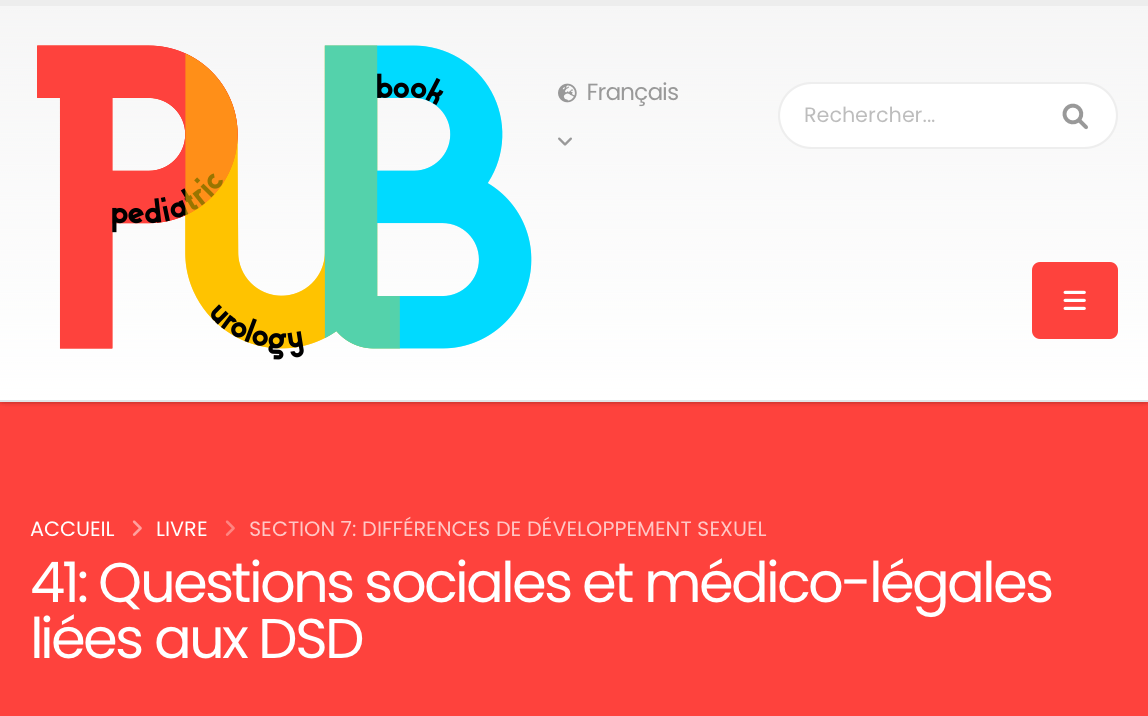 PUB
pediatric
urology
book
Français
Rechercher...
ACCUEIL > LIVRE > SECTION 7: DIFFÉRENCES DE DÉVELOPPEMENT SEXUEL
41: Questions sociales et médico-légales
liées aux DSD